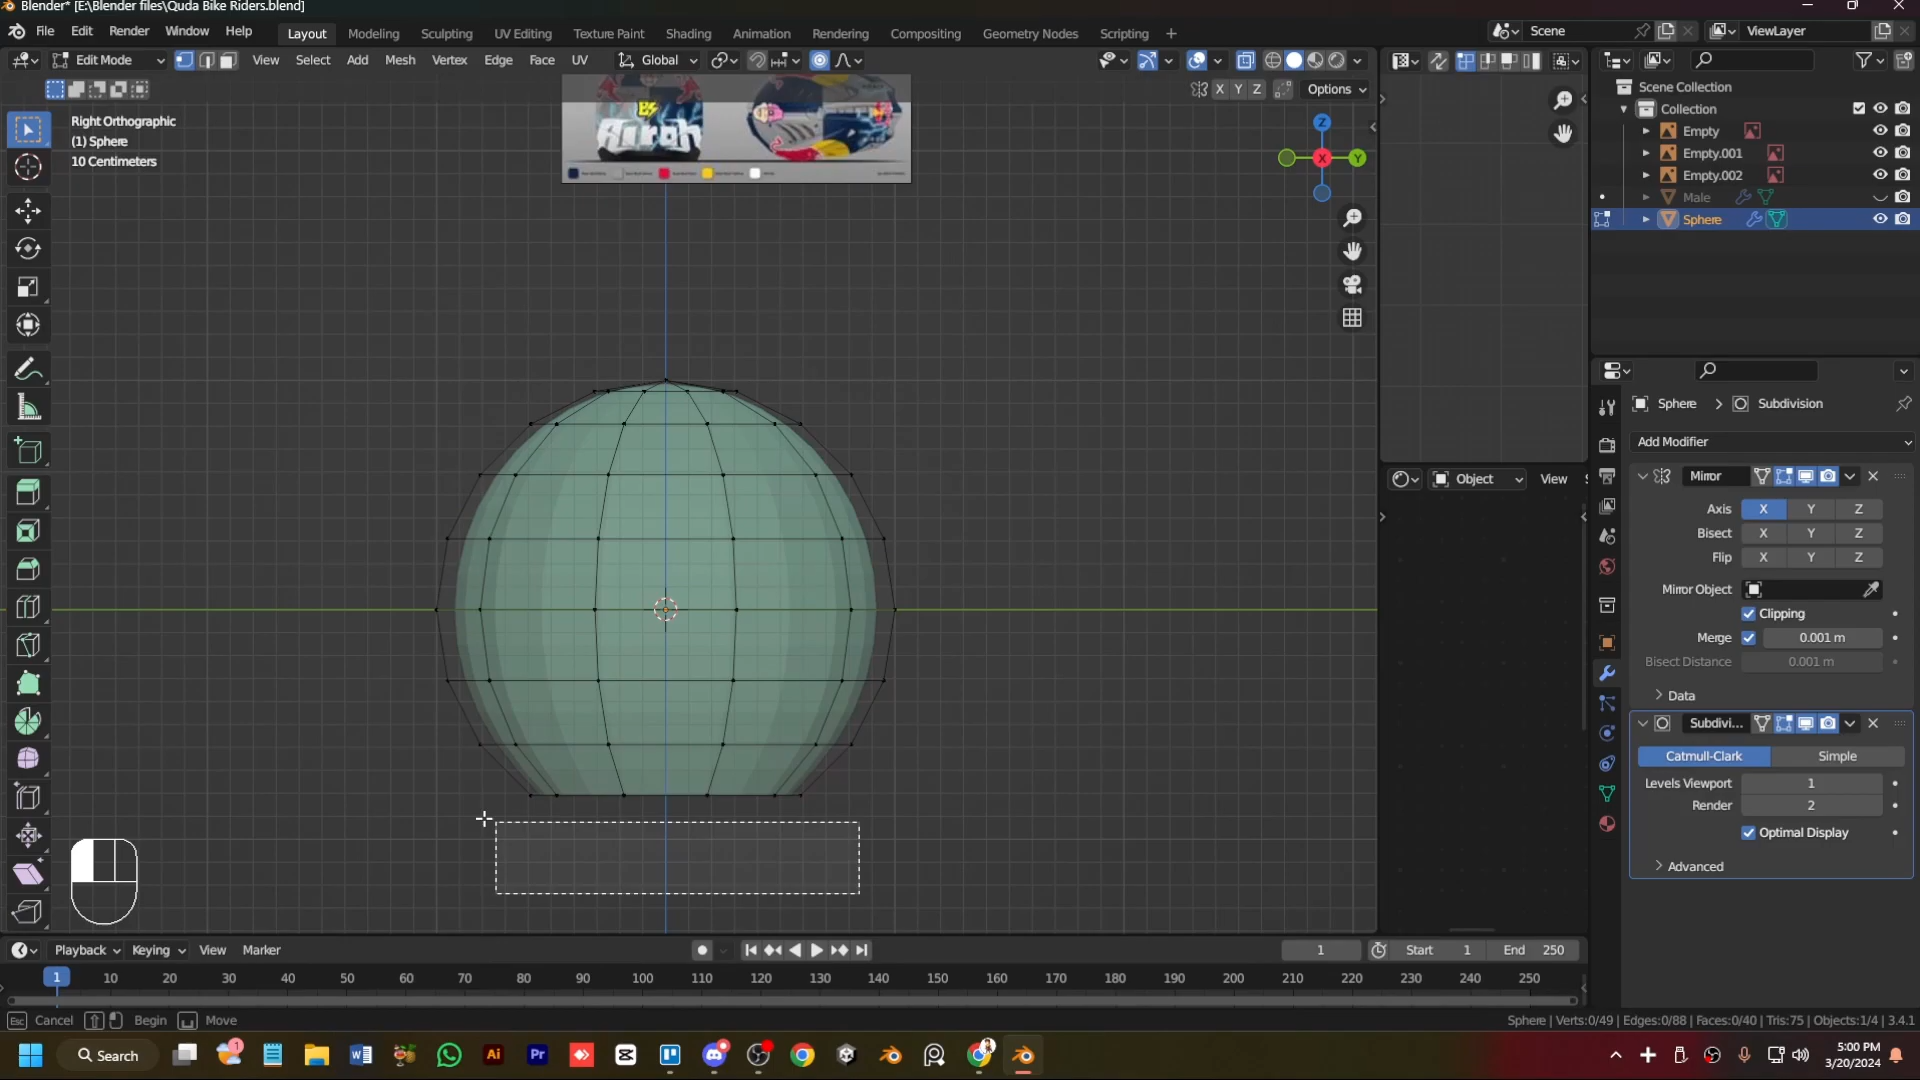 Blender* [E:\Blender files\Quda Bike Riders.blend]
File Edit Render Window Help Layout Modeling Sculpting UV Editing Texture Paint Shading Animation Rendering Compositing Geometry Nodes Scripting + Scene ViewLayer
Edit Mode View Select Add Mesh Vertex Edge Face UV Global
X Y Z Options
Right Orthographic
(1) Sphere
10 Centimeters
Z
X Y
Scene Collection
Collection
Empty
Empty.001
Empty.002
Male
Sphere
Sphere > Subdivision
Add Modifier
Mirror
Axis X Y Z
Bisect X Y Z
Flip X Y Z
Mirror Object
Clipping
Merge 0.001 m
Bisect Distance 0.001 m
> Data
Object View
Subdivi...
Catmull-Clark Simple
Levels Viewport 1
Render 2
Optimal Display
> Advanced
Playback Keying View Marker 1 Start 1 End 250
1 10 20 30 40 50 60 70 80 90 100 110 120 130 140 150 160 170 180 190 200 210 220 230 240 250
Esc Cancel Begin Move Sphere | Verts:0/49 | Edges:0/88 | Faces:0/40 | Tris:75 | Objects:1/4 | 3.4.1
Search 1 W Ai Pr 5:00 PM
3/20/2024